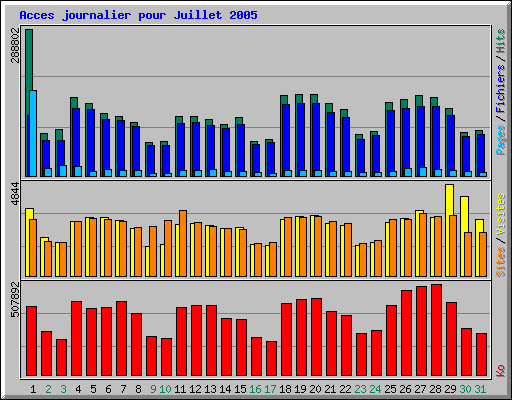 Acces journalier pour Juillet 2005
288802
Pages / Fichiers / Hits
4844
Sites / Visites
507892
Ko
1 2 3 4 5 6 7 8 9 10 11 12 13 14 15 16 17 18 19 20 21 22 23 24 25 26 27 28 29 30 31